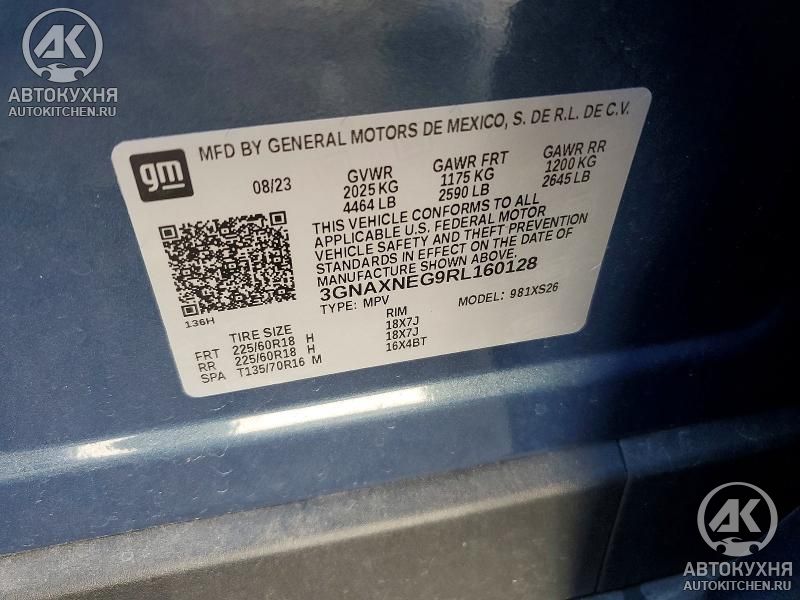 АК
АВТОКУХНЯ
AUTOKITCHEN.RU
gm
MFD BY GENERAL MOTORS DE MEXICO, S. DE R.L. DE C.V.
08/23
GVWR
2025 KG
4464 LB
GAWR FRT
1175 KG
2590 LB
GAWR RR
1200 KG
2645 LB
THIS VEHICLE CONFORMS TO ALL
APPLICABLE U.S. FEDERAL MOTOR
VEHICLE SAFETY AND THEFT PREVENTION
STANDARDS IN EFFECT ON THE DATE OF
MANUFACTURE SHOWN ABOVE.
3GNAXNEG9RL160128
TYPE: MPV
MODEL: 981XS26
136H
TIRE SIZE
RIM
FRT 225/60R18 H 18X7J
RR 225/60R18 H 18X7J
SPA T135/70R16 M 16X4BT
АК
АВТОКУХНЯ
AUTOKITCHEN.RU